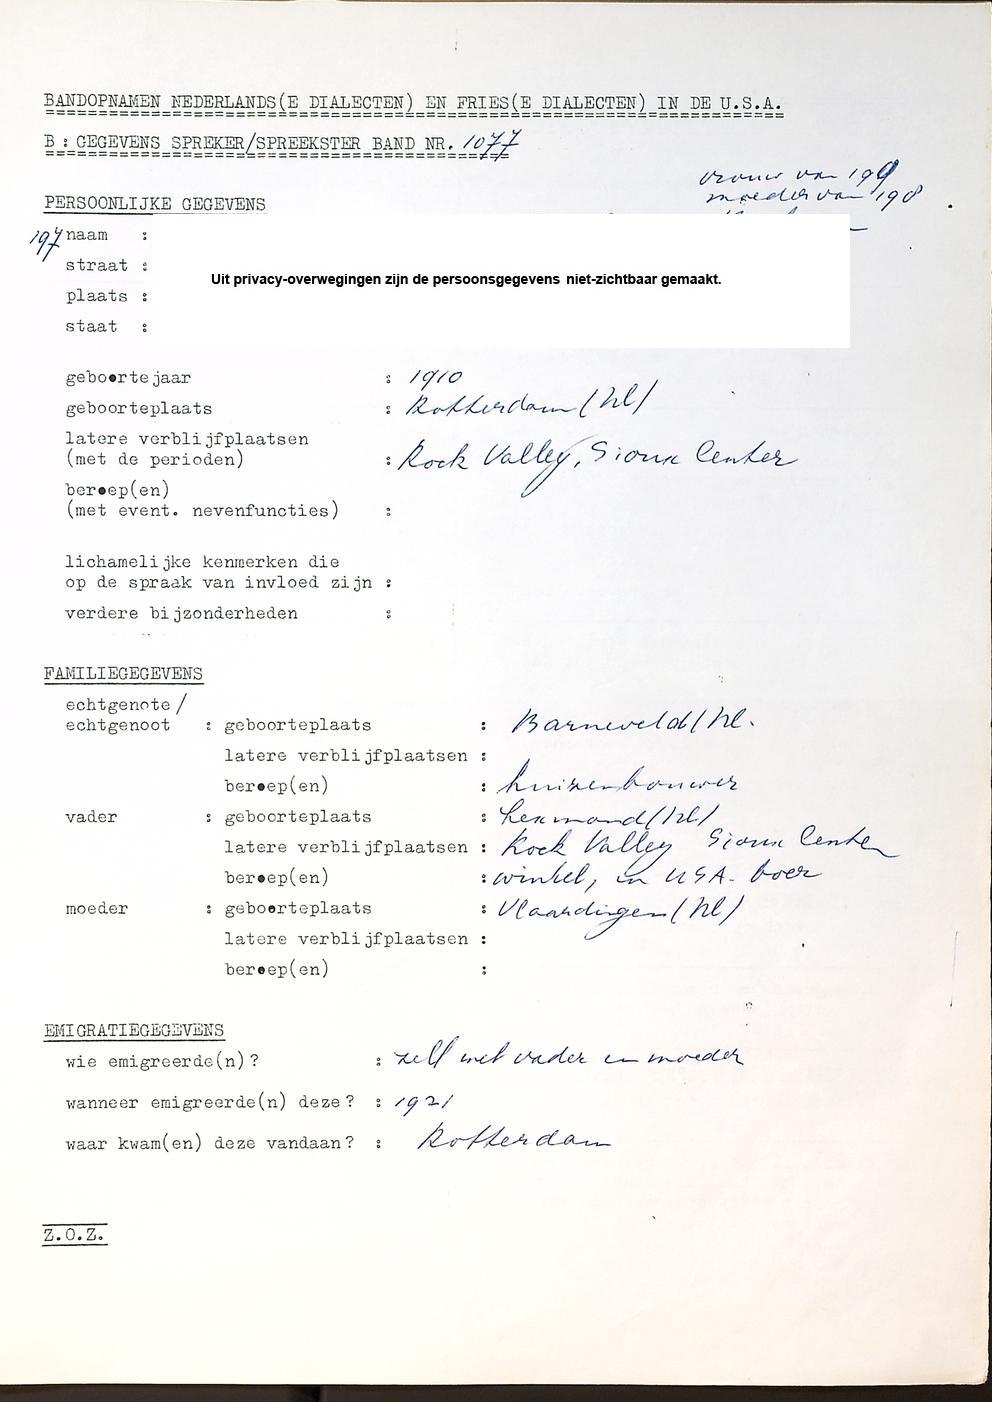 BANDOPNAMEN NEDERLANDS(E DIALECTEN) EN FRIES(E DIALECTEN) IN DE U.S.A.
B : GEGEVENS SPREKER/SPREEKSTER BAND NR. 1077
vrouw van 199
moeder van 198
PERSOONLIJKE GEGEVENS
197 naam :
straat :
Uit privacy-overwegingen zijn de persoonsgegevens niet-zichtbaar gemaakt.
plaats :
staat :
geboortejaar : 1910
geboorteplaats : Rotterdam (Nl)
latere verblijfplaatsen
(met de perioden) : Rock Valley, Sioux Center
beroep(en)
(met event. nevenfuncties) :
lichamelijke kenmerken die
op de spraak van invloed zijn :
verdere bijzonderheden :
FAMILIEGEGEVENS
echtgenote/
echtgenoot : geboorteplaats : Barneveld (Nl.
latere verblijfplaatsen :
beroep(en) : huizenbouwer
vader : geboorteplaats : (Nl)
latere verblijfplaatsen : Rock Valley Sioux Center
beroep(en) : winkel, in USA. boer
moeder : geboorteplaats : Vlaardingen (Nl)
latere verblijfplaatsen :
beroep(en) :
EMIGRATIEGEGEVENS
wie emigreerde(n)? : zelf met vader en moeder
wanneer emigreerde(n) deze? : 1921
waar kwam(en) deze vandaan? : Rotterdam
Z.O.Z.